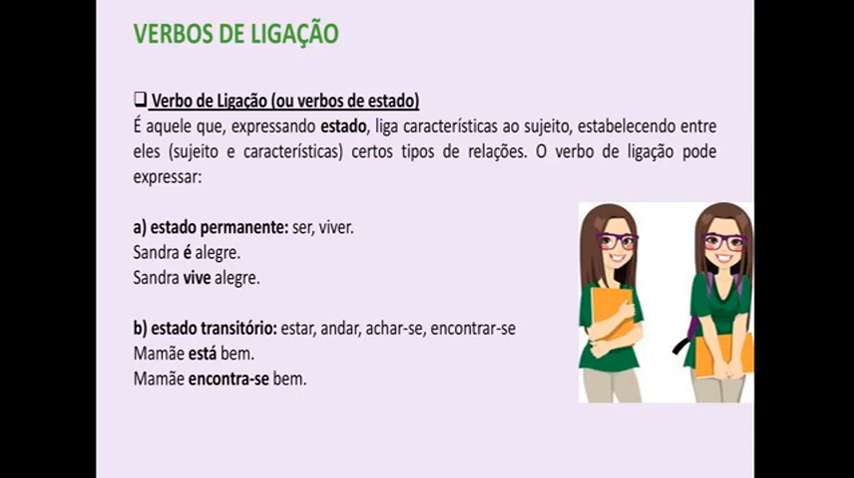 VERBOS DE LIGAÇÃO
❑ Verbo de Ligação (ou verbos de estado)
É aquele que, expressando estado, liga características ao sujeito, estabelecendo entre
eles (sujeito e características) certos tipos de relações. O verbo de ligação pode
expressar:
a) estado permanente: ser, viver.
Sandra é alegre.
Sandra vive alegre.
b) estado transitório: estar, andar, achar-se, encontrar-se
Mamãe está bem.
Mamãe encontra-se bem.